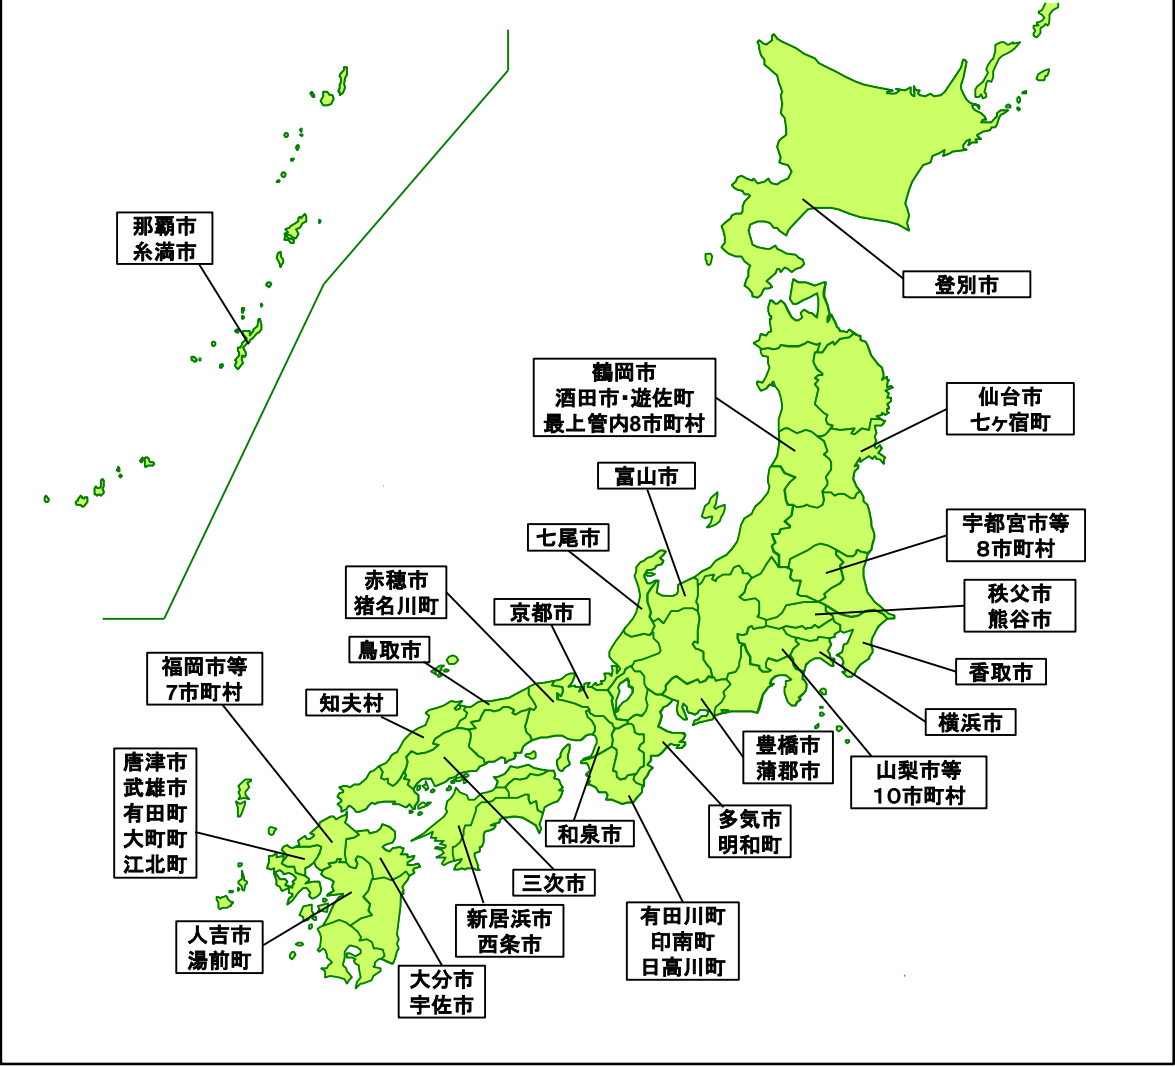 那覇市
糸満市
登別市
鶴岡市
酒田市・遊佐町
最上管内8市町村
仙台市
七ヶ宿町
富山市
宇都宮市等
8市町村
七尾市
赤穂市
猪名川町
京都市
秩父市
熊谷市
鳥取市
福岡市等
7市町村
香取市
知夫村
横浜市
豊橋市
蒲郡市
山梨市等
10市町村
唐津市
武雄市
有田町
大町町
江北町
多気市
明和町
和泉市
三次市
新居浜市
西条市
有田川町
印南町
日高川町
人吉市
湯前町
大分市
宇佐市